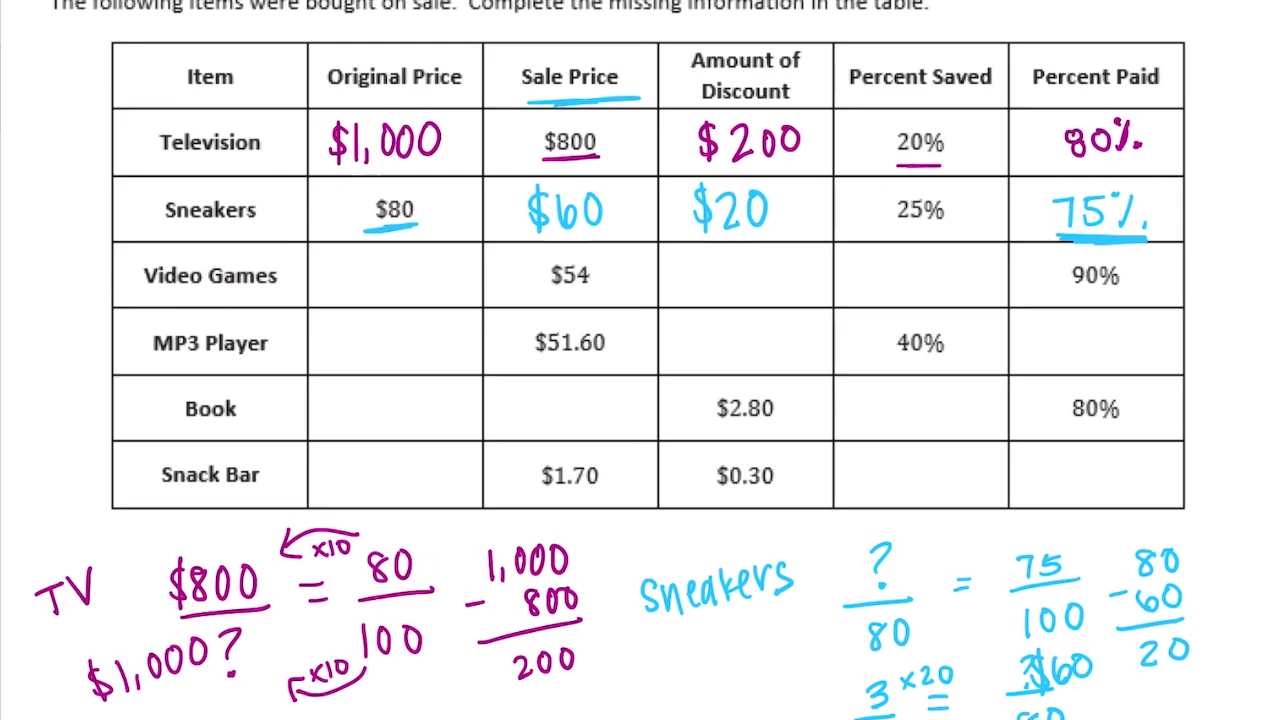 The following items were bought on sale. Complete the missing information in the table.
Item Original Price Sale Price Amount of Discount Percent Saved Percent Paid
Television $1,000 $800 $200 20% 80%
Sneakers $80 $60 $20 25% 75%
Video Games $54 90%
MP3 Player $51.60 40%
Book $2.80 80%
Snack Bar $1.70 $0.30
TV $800 = 80
x10
$1,000? 100
x10
1,000
- 800
200
Sneakers ? = 75
80 100
80
- 60
20
3 x20 = $60
80